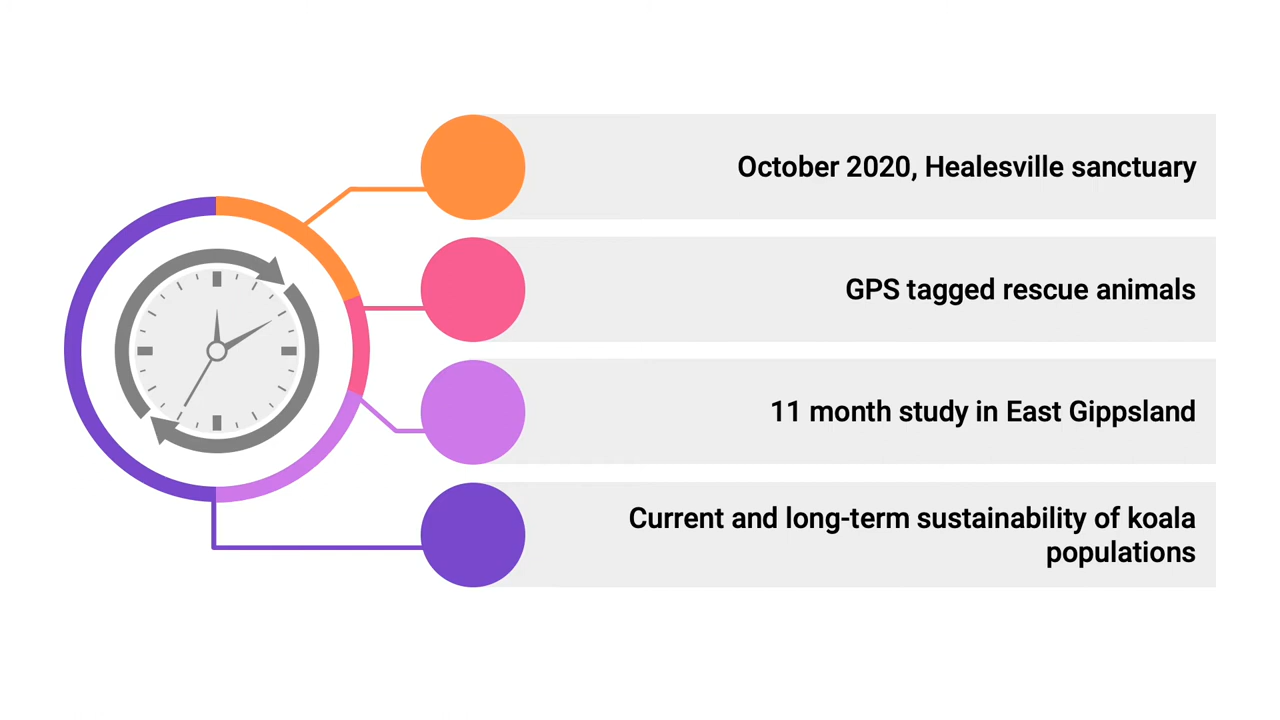 October 2020, Healesville sanctuary
GPS tagged rescue animals
11 month study in East Gippsland
Current and long-term sustainability of koala
populations